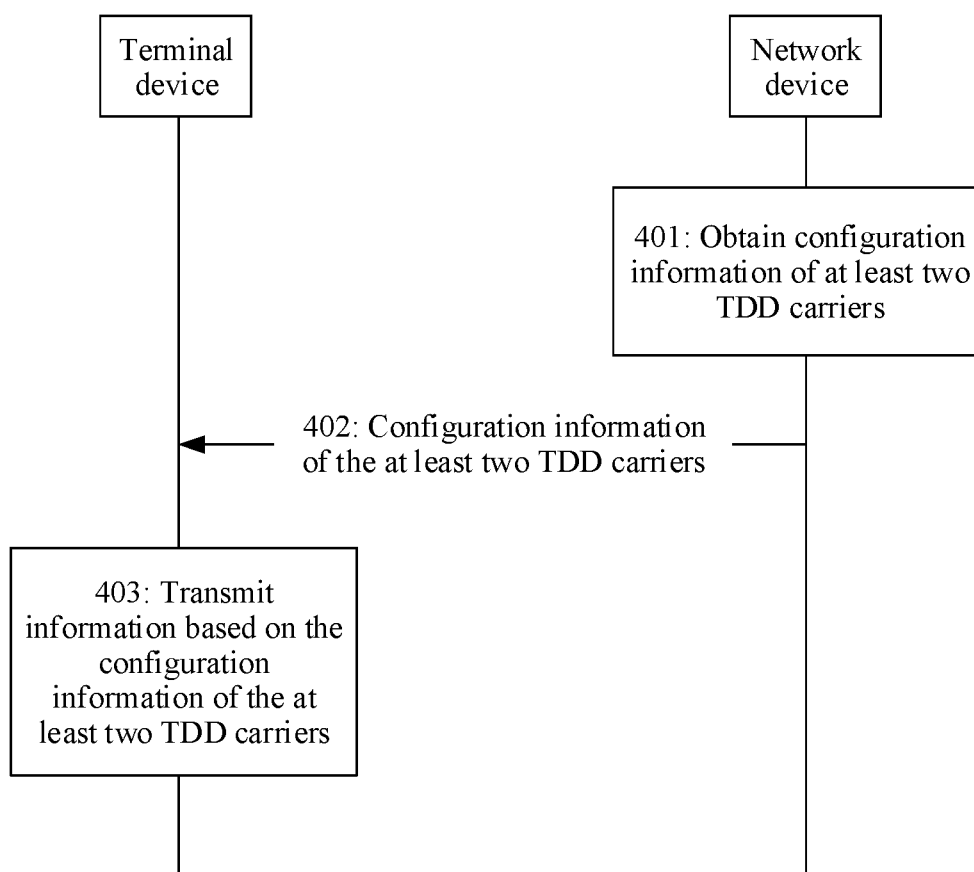 Terminal
device
Network
device
401: Obtain configuration
information of at least two
TDD carriers
402: Configuration information
of the at least two TDD carriers
403: Transmit
information based on the
configuration
information of the at
least two TDD carriers